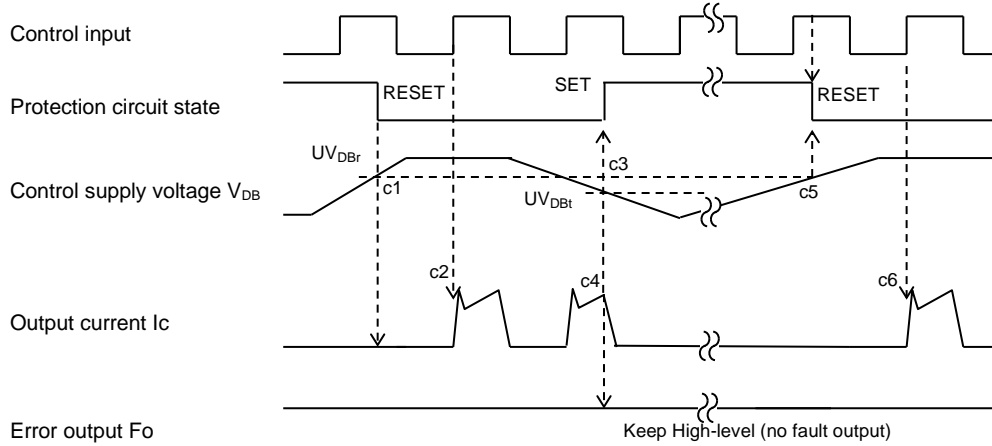 Control input
Protection circuit state
RESET
SET
RESET
UVDBr
c1
c3
Control supply voltage VDB
UVDBt
c5
c2
c4
c6
Output current Ic
Error output Fo
Keep High-level (no fault output)